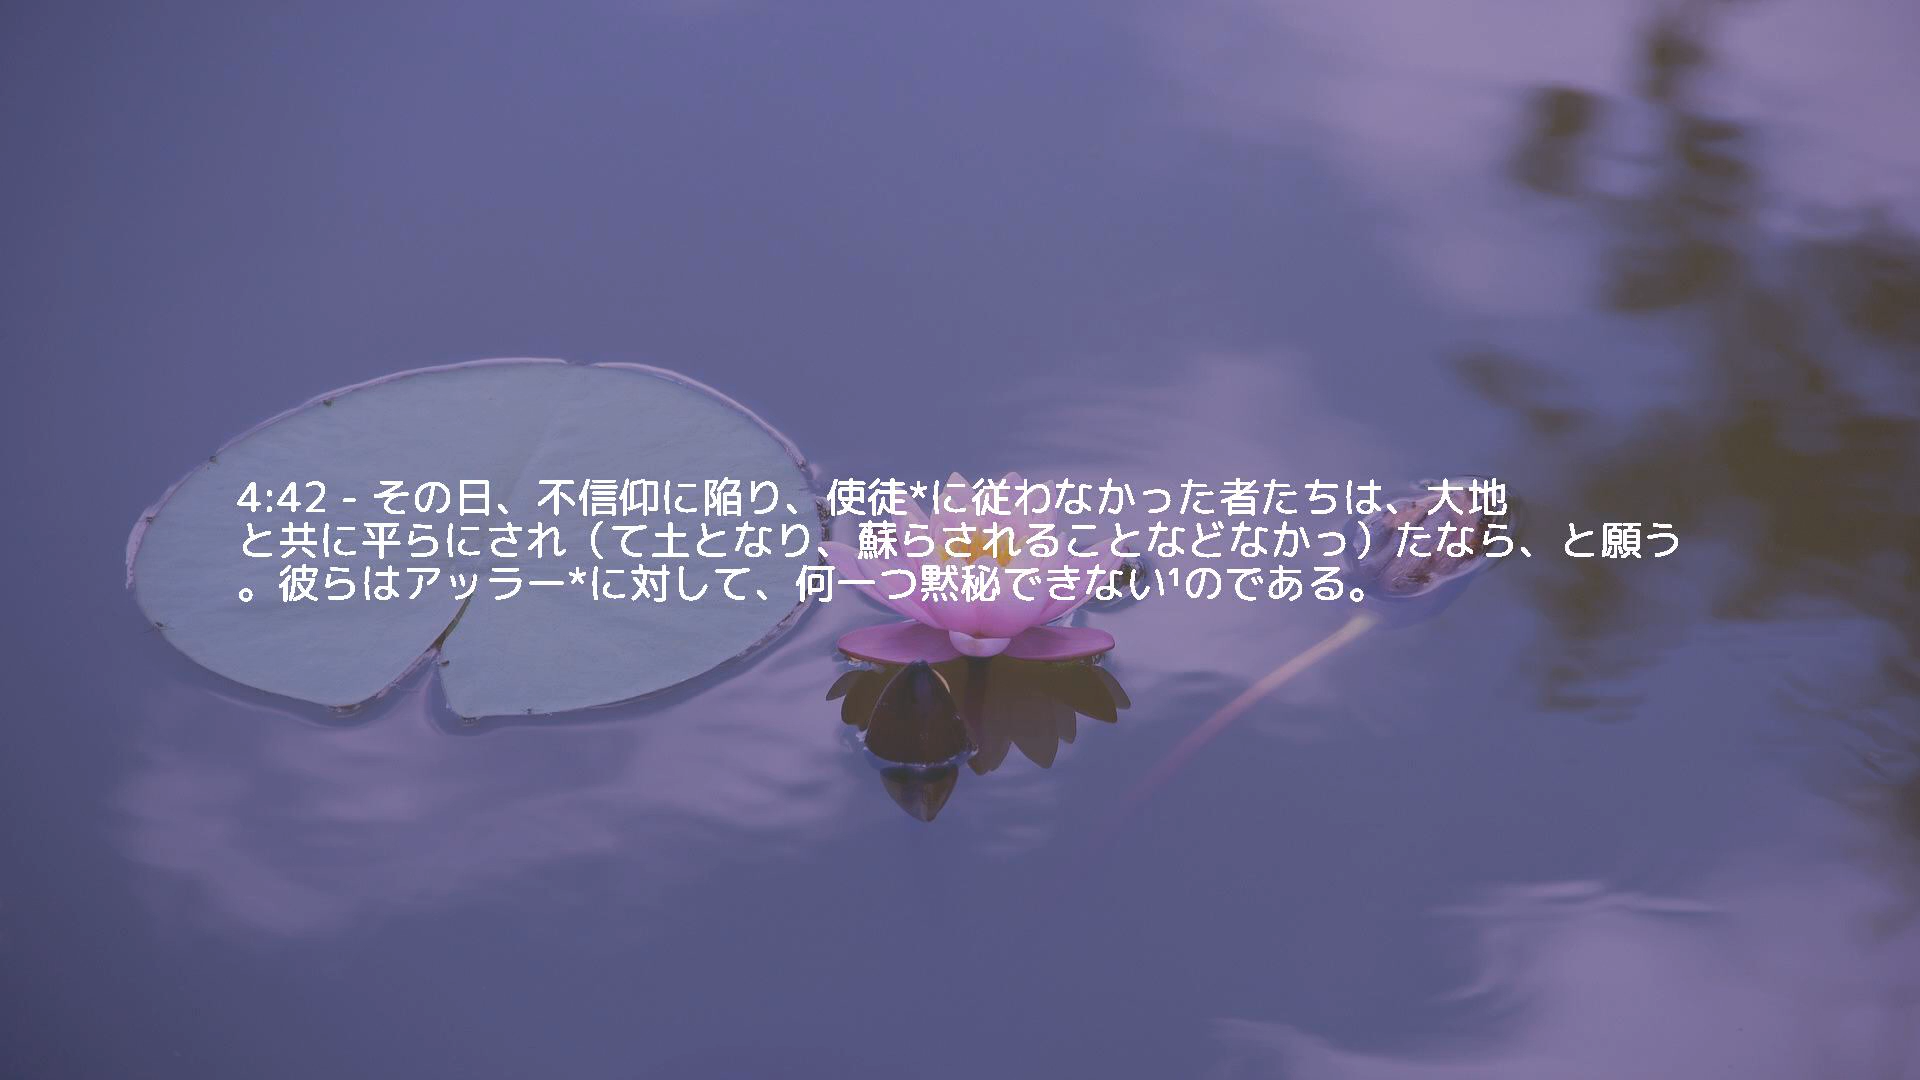 4:42 - その日、不信仰に陥り、使徒*に従わなかった者たちは、大地
と共に平らにされ（て土となり、蘇らされることなどなかっ）たなら、と願う
。彼らはアッラー*に対して、何一つ黙秘できない¹のである。